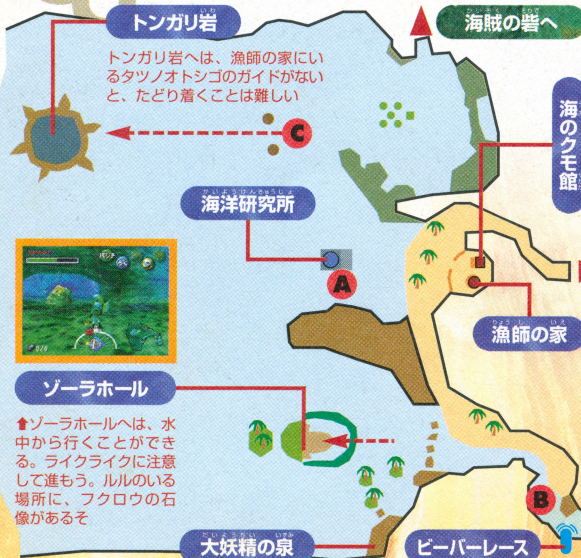 トンガリ岩
トンガリ岩へは、漁師の家にい
るタツノオトシゴのガイドがない
と、たどり着くことは難しい
海賊の砦へ
海のクモ館
C
海洋研究所
A
漁師の家
ゾーラホール
⬆ゾーラホールへは、水
中から行くことができ
る。ライクライクに注意
して進もう。ルルのいる
場所に、フクロウの石
像があるぞ
B
大妖精の泉
ビーバーレース